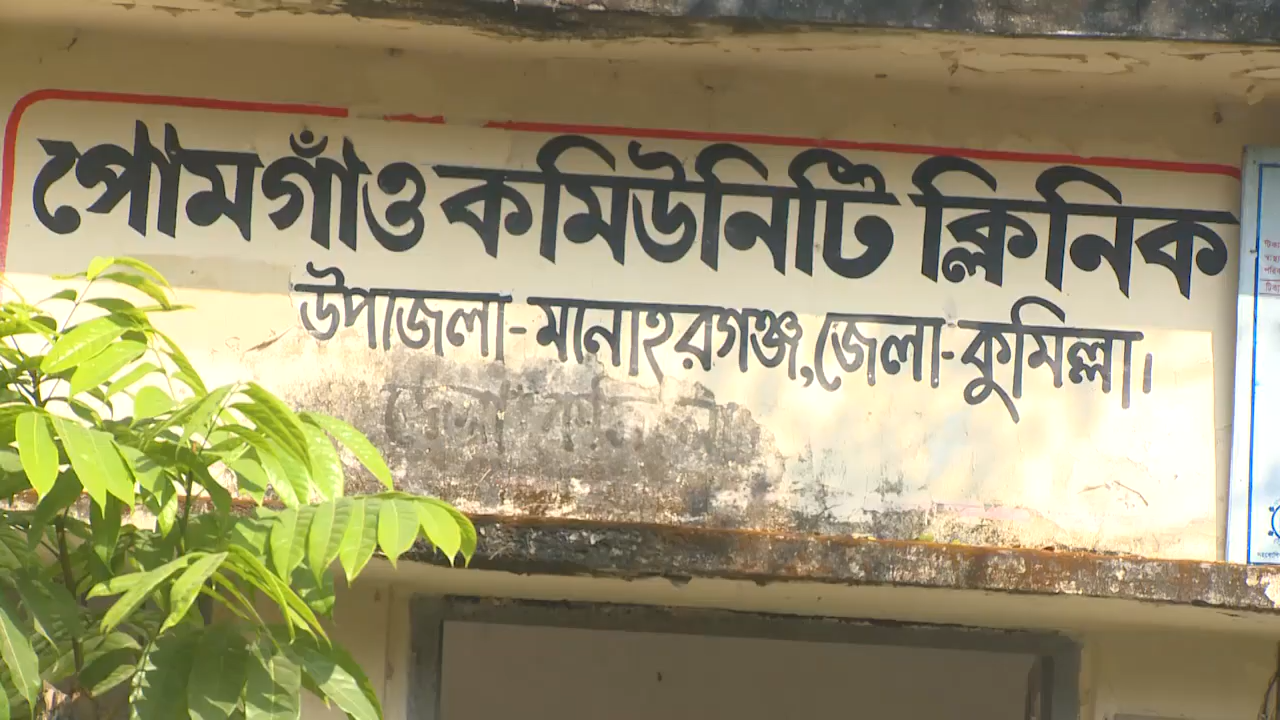 পোমগাঁও কমিউনিটি ক্লিনিক
উপজেলা-মনোহরগঞ্জ,জেলা-কুমিল্লা।